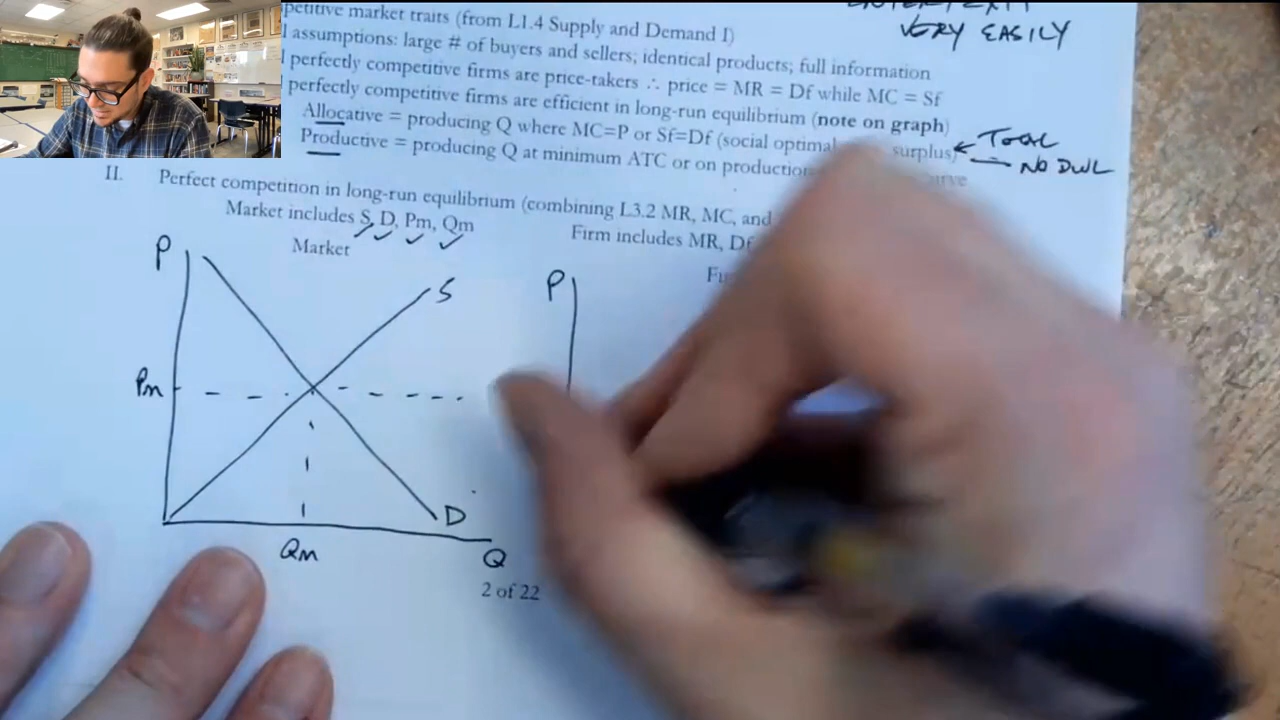 VERY EASILY
petitive market traits (from L1.4 Supply and Demand I)
assumptions: large # of buyers and sellers; identical products; full information
perfectly competitive firms are price-takers ∴ price = MR = Df while MC = Sf
perfectly competitive firms are efficient in long-run equilibrium (note on graph)
Allocative = producing Q where MC=P or Sf=Df (social optimal surplus) ← TOTAL
Productive = producing Q at minimum ATC or on production curve
— NO DWL
II. Perfect competition in long-run equilibrium (combining L3.2 MR, MC, and
Market includes S, D, Pm, Qm
Firm includes MR, Df
Market
P
S
P
Pm
D
Qm
Q
2 of 22